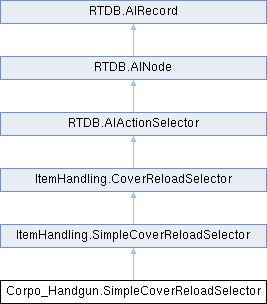 RTDB.AIRecord
RTDB.AINode
RTDB.AIActionSelector
ItemHandling.CoverReloadSelector
ItemHandling.SimpleCoverReloadSelector
Corpo_Handgun.SimpleCoverReloadSelector